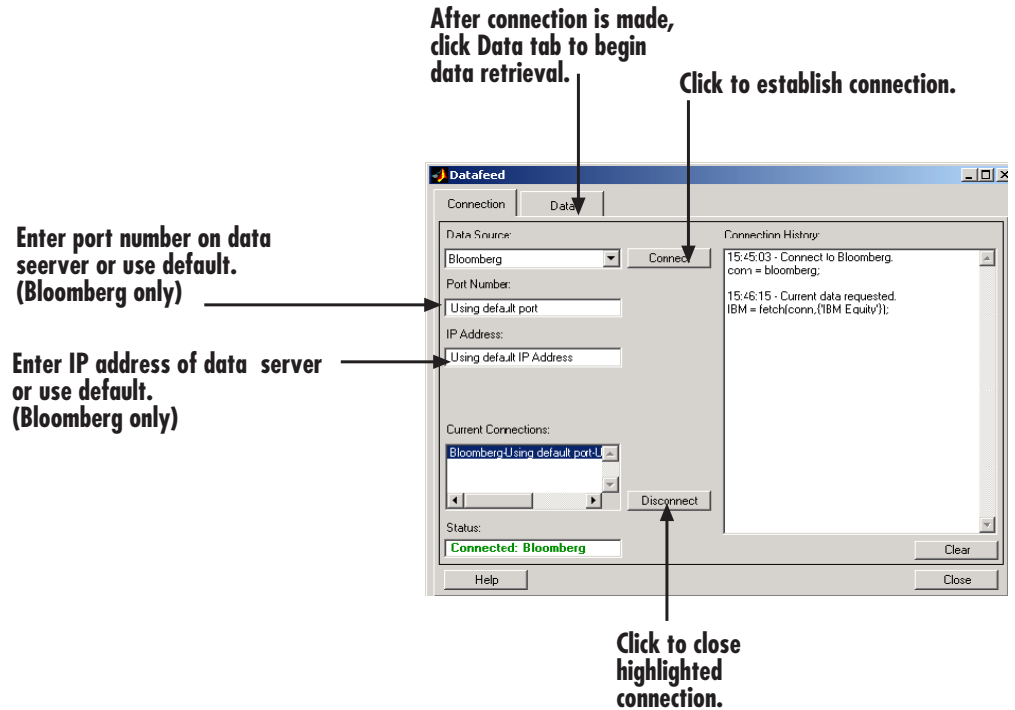 After connection is made,
click Data tab to begin
data retrieval.
Click to establish connection.
Datafeed
Connection
Data
Enter port number on data
seerver or use default.
(Bloomberg only)
Enter IP address of data server
or use default.
(Bloomberg only)
Data Source:
Bloomberg
Connect
Port Number:
Using default port
IP Address:
Using default IP Address
Current Connections:
Bloomberg-Using default port-U
Disconnect
Status:
Connected: Bloomberg
Connection History:
15:45:03 - Connect to Bloomberg.
conn = bloomberg;
15:46:15 - Current data requested.
IBM = fetch(conn,{'IBM Equity'});
Clear
Help
Close
Click to close
highlighted
connection.